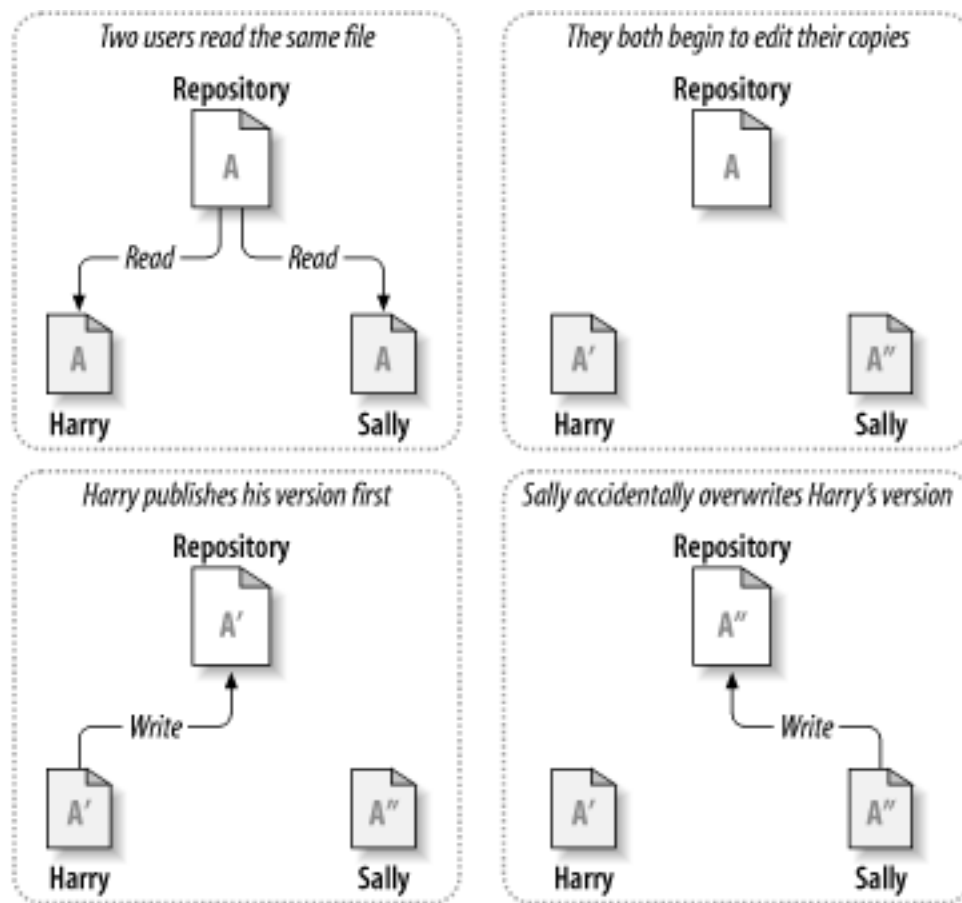 Two users read the same file
Repository
A
Read Read
A A
Harry Sally
They both begin to edit their copies
Repository
A
A′ A″
Harry Sally
Harry publishes his version first
Repository
A′
Write
A′ A″
Harry Sally
Sally accidentally overwrites Harry's version
Repository
A″
Write
A′ A″
Harry Sally